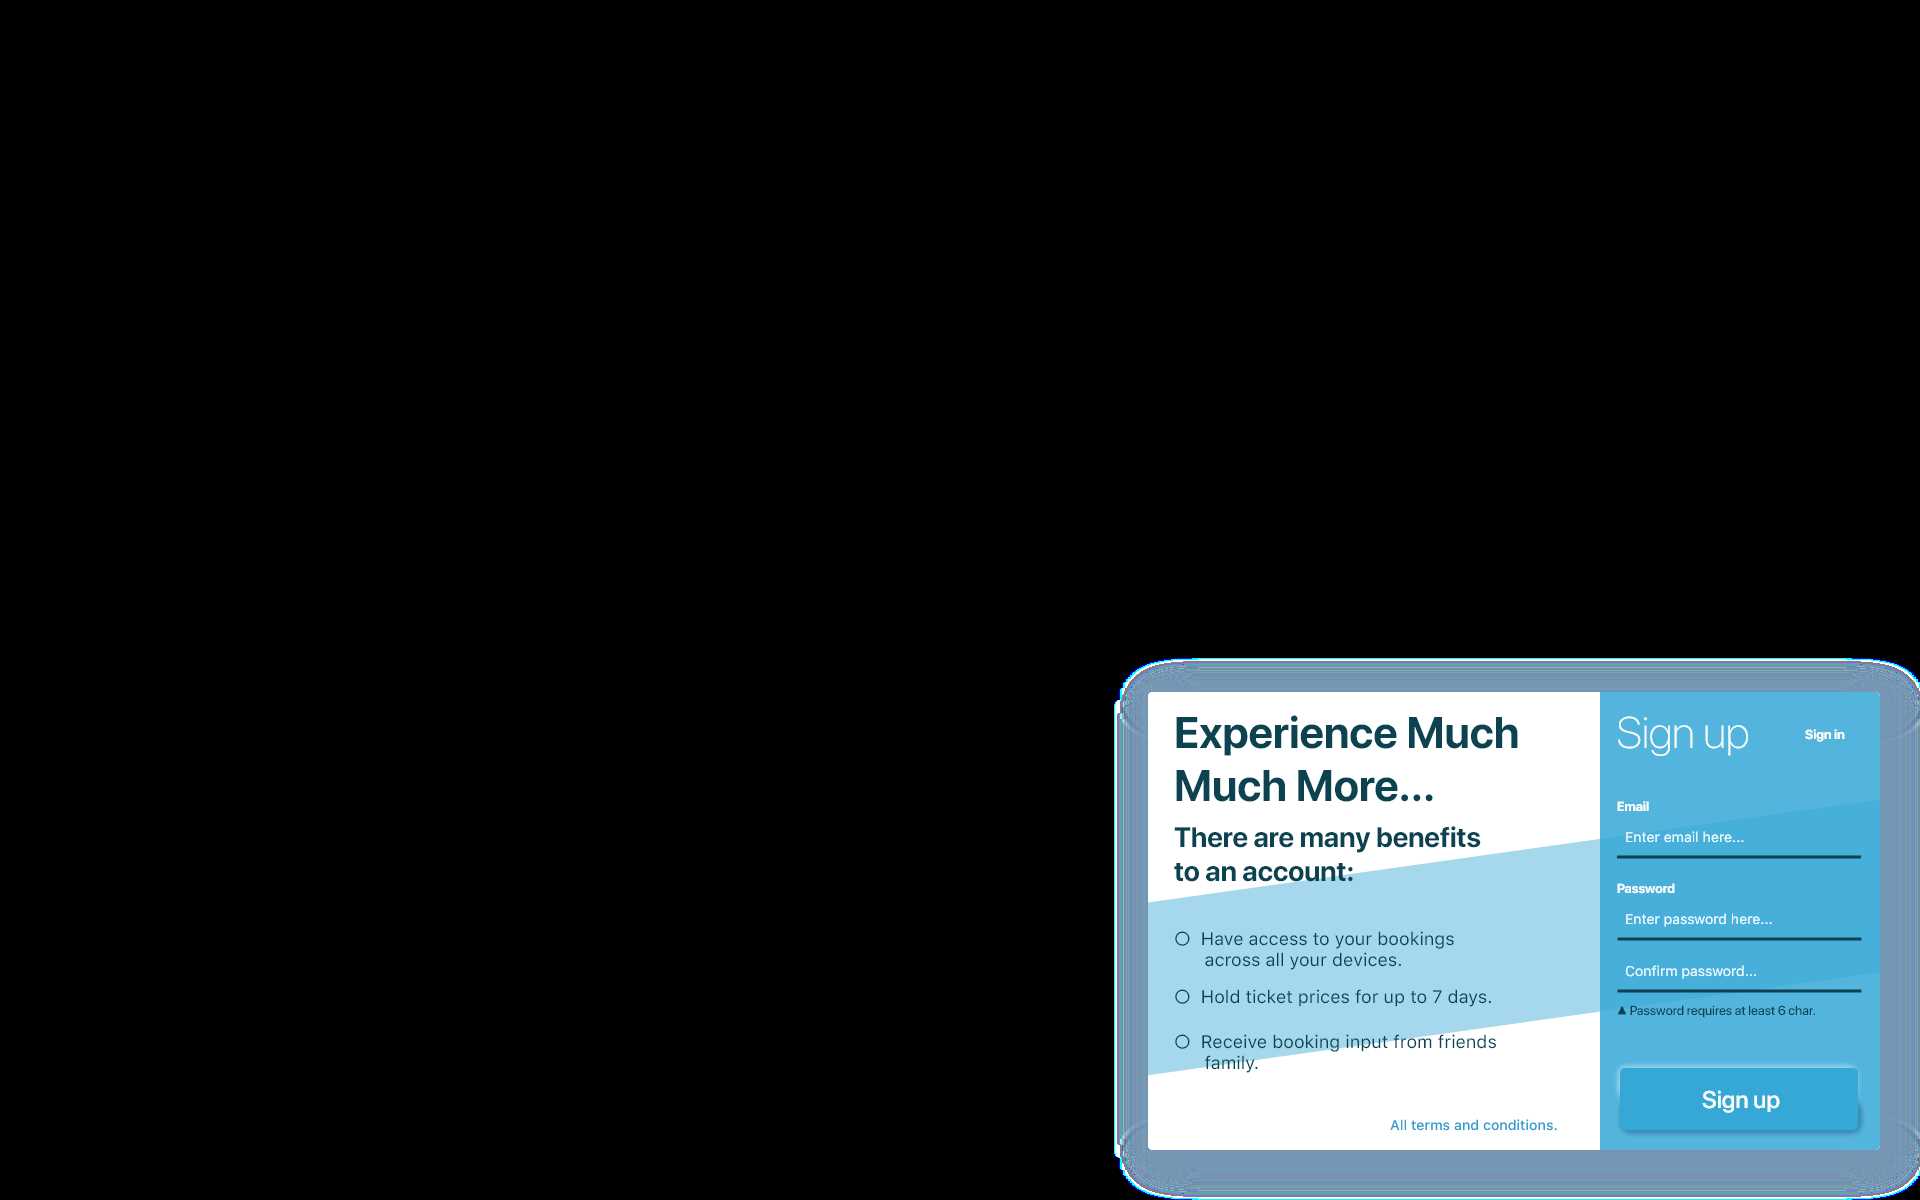 Experience Much
Much More...
There are many benefits
to an account:
Have access to your bookings
across all your devices.
Hold ticket prices for up to 7 days.
Receive booking input from friends
family.
All terms and conditions.
Sign up
Sign in
Email
Enter email here...
Password
Enter password here...
Confirm password...
Password requires at least 6 char.
Sign up